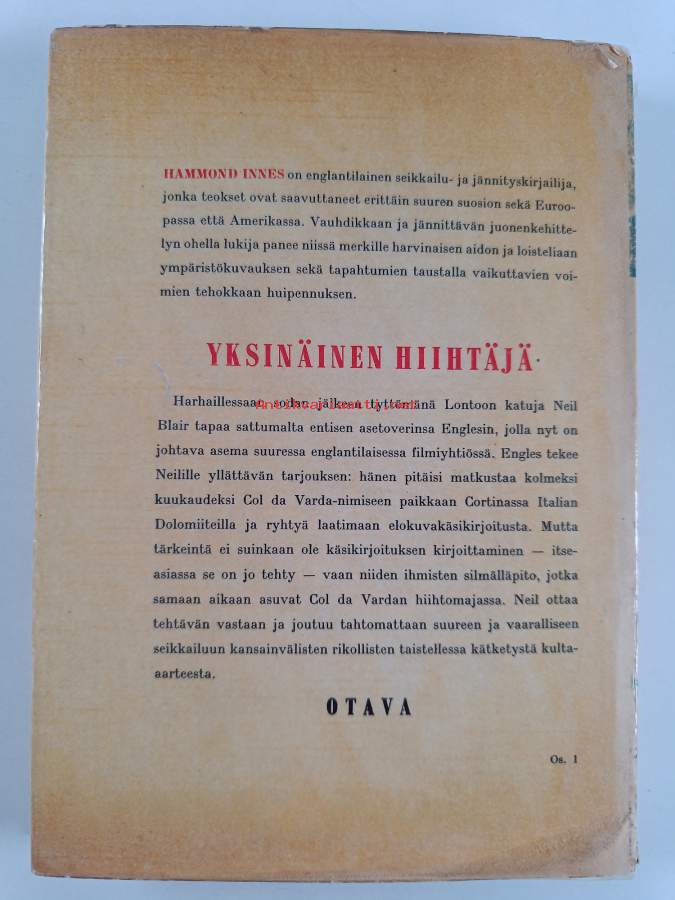 HAMMOND INNES on englantilainen seikkailu- ja jännityskirjailija,
jonka teokset ovat saavuttaneet erittäin suuren suosion sekä Euroo-
passa että Amerikassa. Vauhdikkaan ja jännittävän juonenkehitte-
lyn ohella lukija panee niissä merkille harvinaisen aidon ja loisteliaan
ympäristökuvauksen sekä tapahtumien taustalla vaikuttavien voi-
mien tehokkaan huipennuksen.
YKSINÄINEN HIIHTÄJÄ
Harhaillessaan sodan jälkeen työttömänä Lontoon katuja Neil
Blair tapaa sattumalta entisen asetoverinsa Englesin, jolla nyt on
johtava asema suuressa englantilaisessa filmiyhtiössä. Engles tekee
Neilille yllättävän tarjouksen: hänen pitäisi matkustaa kolmeksi
kuukaudeksi Col da Varda-nimiseen paikkaan Cortinassa Italian
Dolomiiteilla ja ryhtyä laatimaan elokuvakäsikirjoitusta. Mutta
tärkeintä ei suinkaan ole käsikirjoituksen kirjoittaminen — itse-
asiassa se on jo tehty — vaan niiden ihmisten silmälläpito, jotka
samaan aikaan asuvat Col da Vardan hiihtomajassa. Neil ottaa
tehtävän vastaan ja joutuu tahtomattaan suureen ja vaaralliseen
seikkailuun kansainvälisten rikollisten taistellessa kätketystä kulta-
aarteesta.
OTAVA
Os. 1